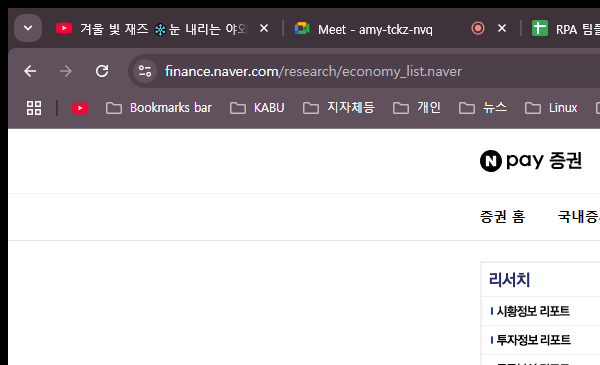 겨울 빛 재즈 ❄️눈 내리는
Meet - amy-tckz-nvq
RPA 팀
finance.naver.com/research/economy_list.naver
Bookmarks bar KABU 지자체등 개인 뉴스 Linux
N pay 증권
증권 홈 국내증
리서치
시황정보 리포트
투자정보 리포트